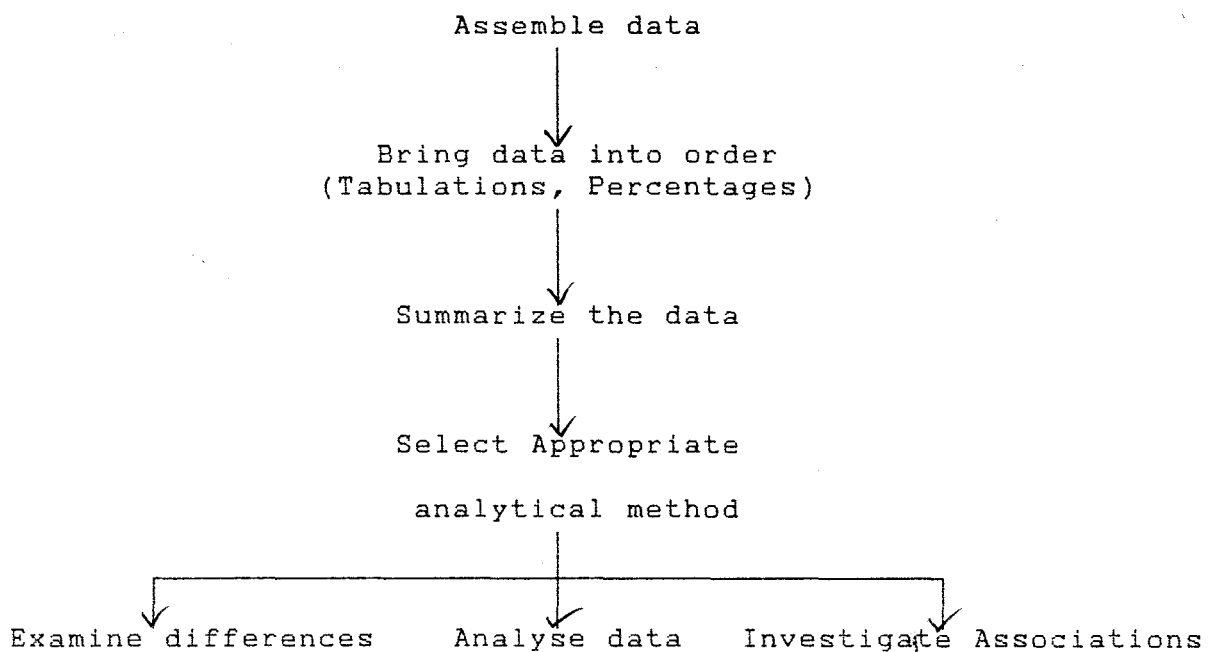 Assemble data
Bring data into order
(Tabulations, Percentages)
Summarize the data
Select Appropriate
analytical method
Examine differences Analyse data Investigate Associations